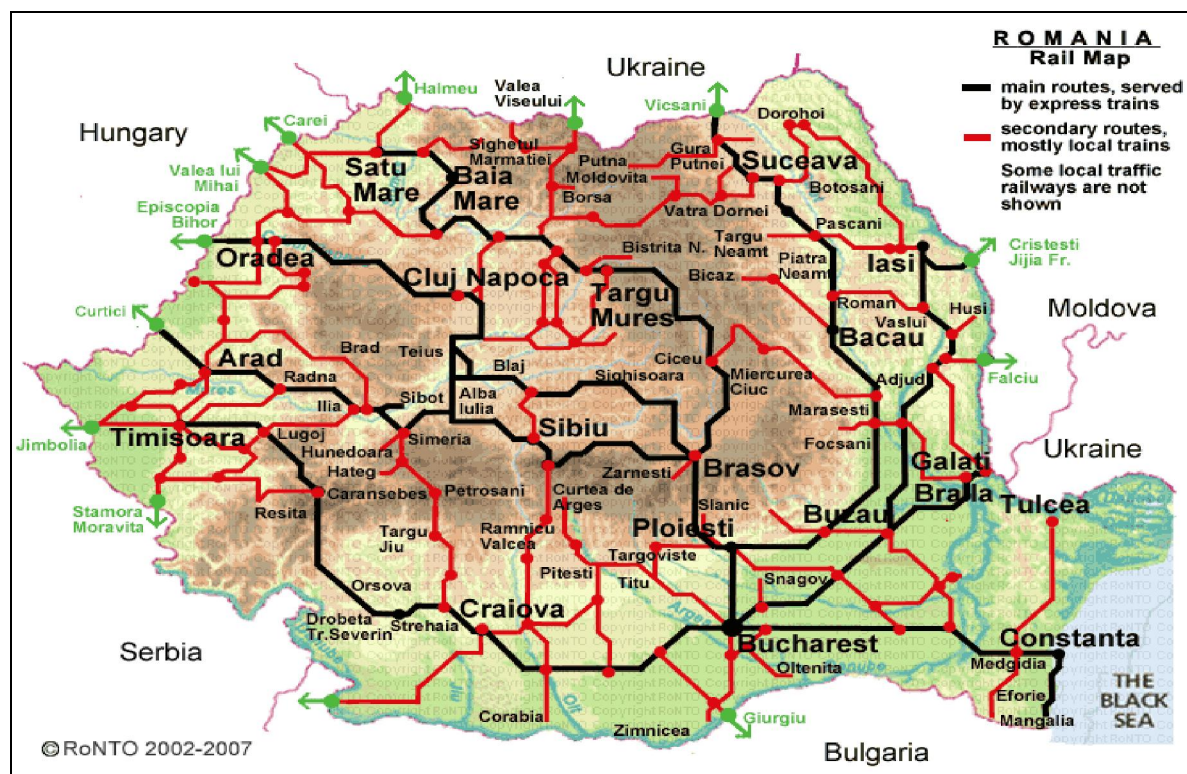 ROMANIA
Rail Map
main routes, served
by express trains
secondary routes,
mostly local trains
Some local traffic
railways are not
shown
Ukraine
Halmeu
Valea
Viseului
Vicsani
Dorohoi
Hungary
Carei
Sighetul
Marmatiei
Putna
Moldovita
Gura
Putnei
Suceava
Valea lui
Mihai
Satu
Mare
Baia
Mare
Borsa
Botosani
Vatra Dornei
Episcopia
Bihor
Pascani
Oradea
Bistrita N.
Targu
Neamt
Iasi
Cristesti
Jijia Fr.
Cluj Napoca
Piatra
Neamt
Bicaz
Targu
Mures
Roman
Husi
Moldova
Curtici
Vaslui
Bacau
Arad
Brad
Teius
Blaj
Ciceu
Sighisoara
Miercurea
Ciuc
Adjud
Falciu
Radna
Mures
Ilia
Sibot
Alba
Iulia
Marasesti
Jimbolia
Timisoara
Lugoj
Simeria
Sibiu
Focsani
Hunedoara
Hateg
Zarnesti
Brasov
Galati
Ukraine
Caransebes
Petrosani
Curtea de
Arges
Slanic
Braila
Tulcea
Stamora
Moravita
Resita
Targu
Jiu
Ramnicu
Valcea
Ploiesti
Buzau
Targoviste
Pitesti
Titu
Snagov
Orsova
Drobeta
Tr.Severin
Strehaia
Craiova
Bucharest
Constanta
Serbia
Oltenita
Medgidia
Eforie
Mangalia
THE
BLACK
SEA
Jiu
Olt
Corabia
Zimnicea
Giurgiu
Bulgaria
© RoNTO 2002-2007